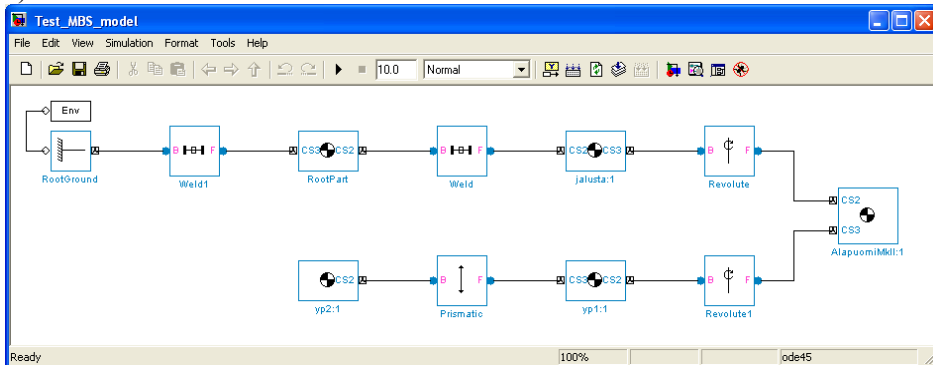 Test_MBS_model
File Edit View Simulation Format Tools Help
10.0 Normal
Env
RootGround
B F
Weld1
CS3 CS2
RootPart
B F
Weld
CS2 CS3
jalusta:1
B F
Revolute
CS2
CS3
AlapuomiMkII:1
CS2
yp2:1
B F
Prismatic
CS3 CS2
yp1:1
B F
Revolute1
Ready 100% ode45